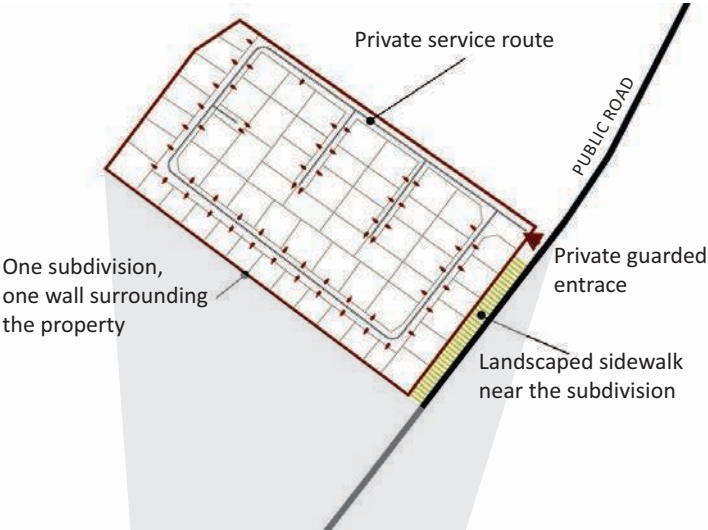 Private service route
PUBLIC ROAD
Private guarded
entrace
One subdivision,
one wall surrounding
the property
Landscaped sidewalk
near the subdivision